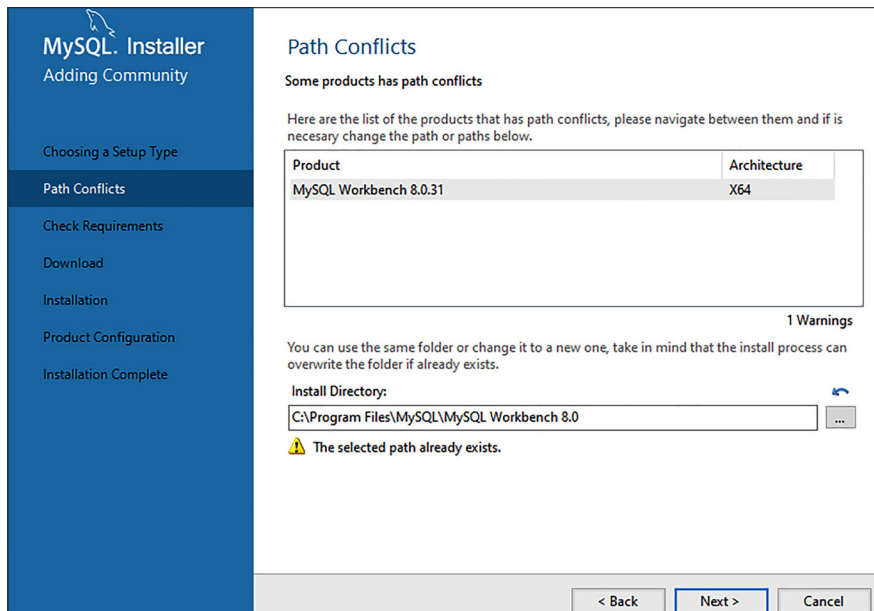 MySQL. Installer
Adding Community
Choosing a Setup Type
Path Conflicts
Check Requirements
Download
Installation
Product Configuration
Installation Complete
Path Conflicts
Some products has path conflicts
Here are the list of the products that has path conflicts, please navigate between them and if is
necesary change the path or paths below.
Product Architecture
MySQL Workbench 8.0.31 X64
1 Warnings
You can use the same folder or change it to a new one, take in mind that the install process can
overwrite the folder if already exists.
Install Directory:
C:\Program Files\MySQL\MySQL Workbench 8.0
...
The selected path already exists.
< Back Next > Cancel